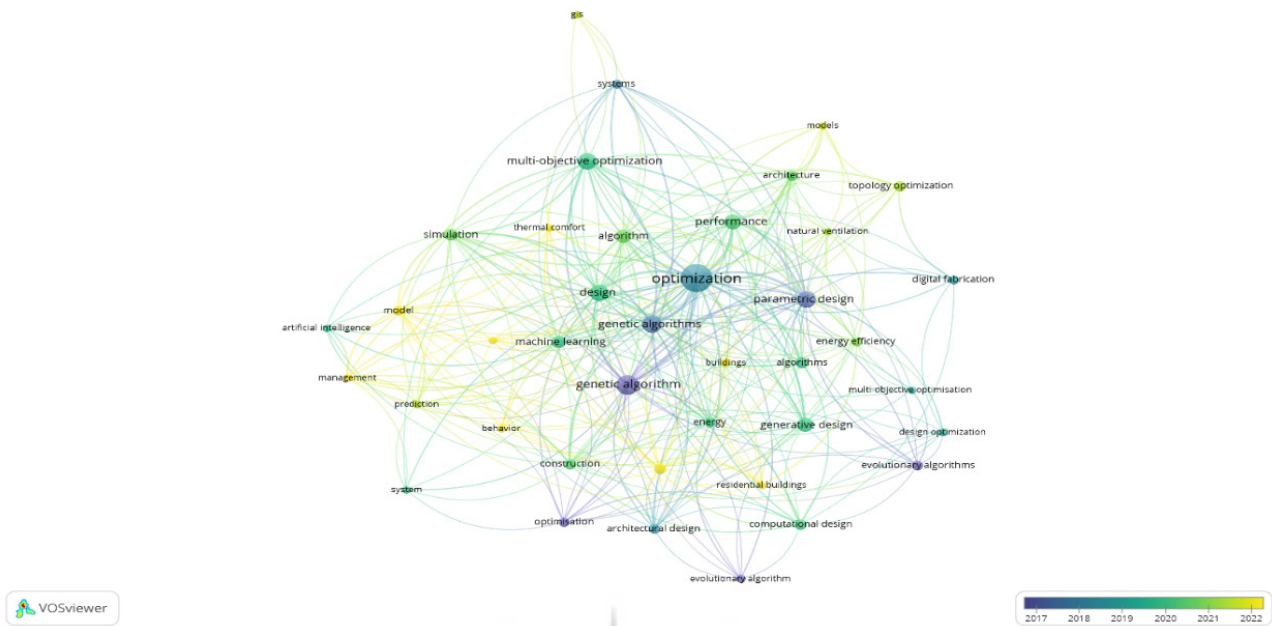 gis
systems
models
multi-objective optimization
architecture
topology optimization
performance
thermal comfort
natural ventilation
simulation
algorithm
optimization
digital fabrication
design
parametric design
model
genetic algorithms
artificial intelligence
machine learning
energy efficiency
buildings
algorithms
management
genetic algorithm
multi-objective optimisation
prediction
energy
generative design
behavior
design optimization
construction
evolutionary algorithms
residential buildings
system
optimisation
architectural design
computational design
evolutionary algorithm
VOSviewer
2017 2018 2019 2020 2021 2022